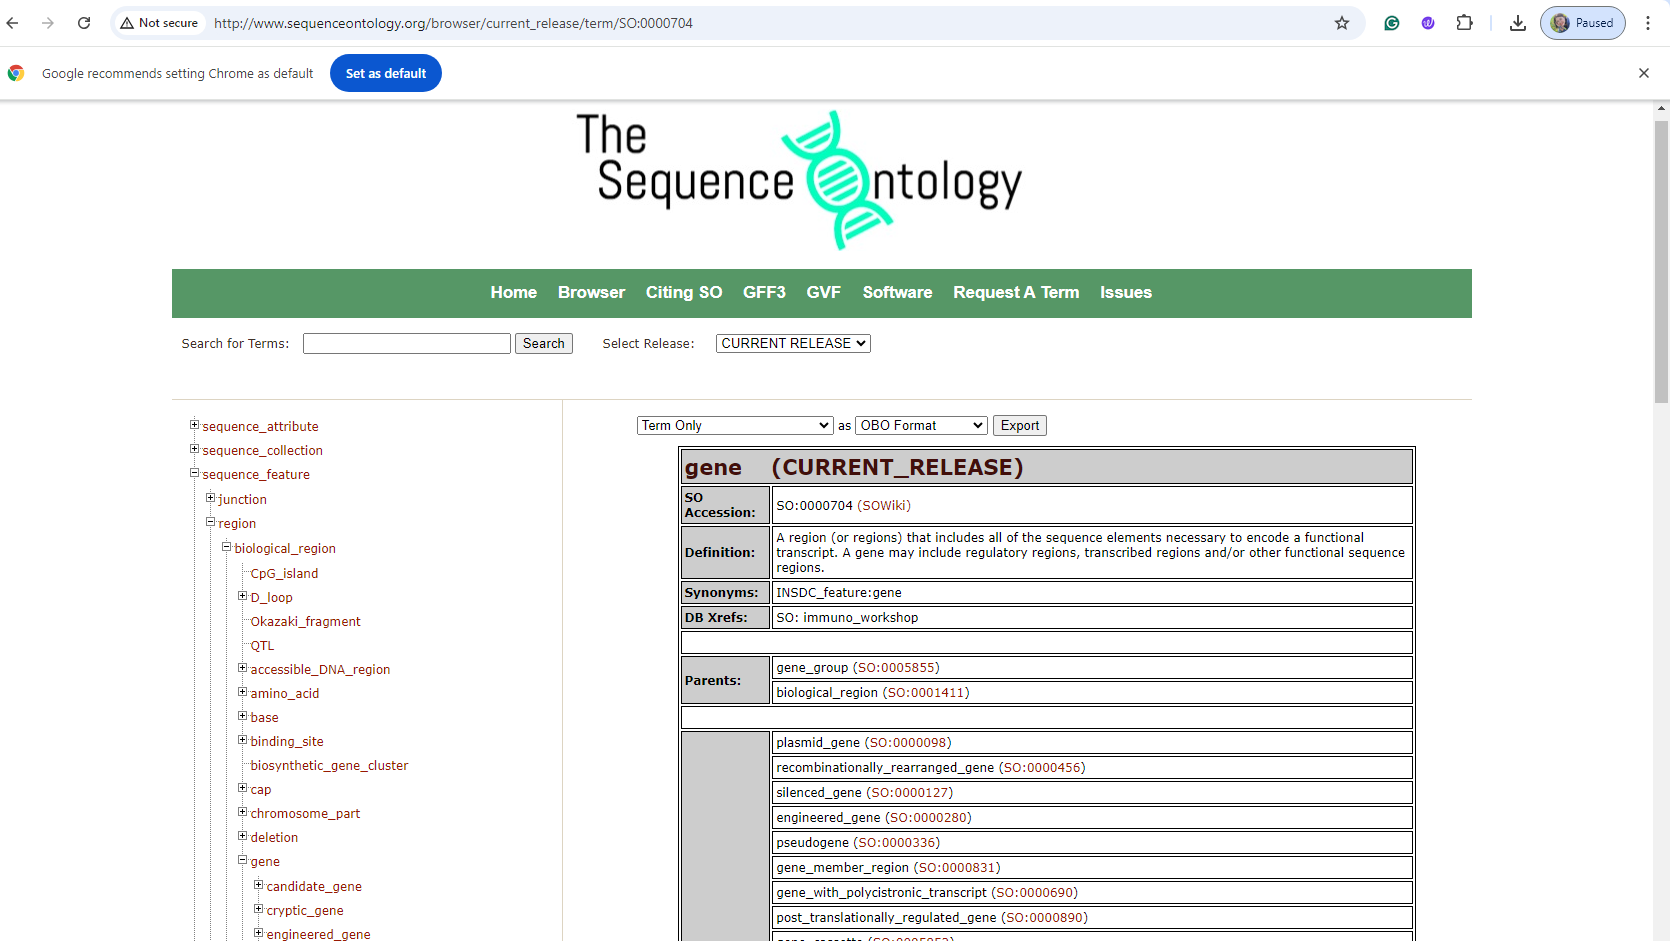 Not secure http://www.sequenceontology.org/browser/current_release/term/SO:0000704 Paused
Google recommends setting Chrome as default Set as default
The
Sequence Ontology
Home Browser Citing SO GFF3 GVF Software Request A Term Issues
Search for Terms: Search Select Release: CURRENT RELEASE
sequence_attribute
sequence_collection
sequence_feature
junction
region
biological_region
CpG_island
D_loop
Okazaki_fragment
QTL
accessible_DNA_region
amino_acid
base
binding_site
biosynthetic_gene_cluster
cap
chromosome_part
deletion
gene
candidate_gene
cryptic_gene
engineered_gene
Term Only as OBO Format Export
gene (CURRENT_RELEASE)
SO Accession: SO:0000704 (SOWiki)
Definition: A region (or regions) that includes all of the sequence elements necessary to encode a functional
transcript. A gene may include regulatory regions, transcribed regions and/or other functional sequence
regions.
Synonyms: INSDC_feature:gene
DB Xrefs: SO: immuno_workshop
Parents: gene_group (SO:0005855)
biological_region (SO:0001411)
plasmid_gene (SO:0000098)
recombinationally_rearranged_gene (SO:0000456)
silenced_gene (SO:0000127)
engineered_gene (SO:0000280)
pseudogene (SO:0000336)
gene_member_region (SO:0000831)
gene_with_polycistronic_transcript (SO:0000690)
post_translationally_regulated_gene (SO:0000890)